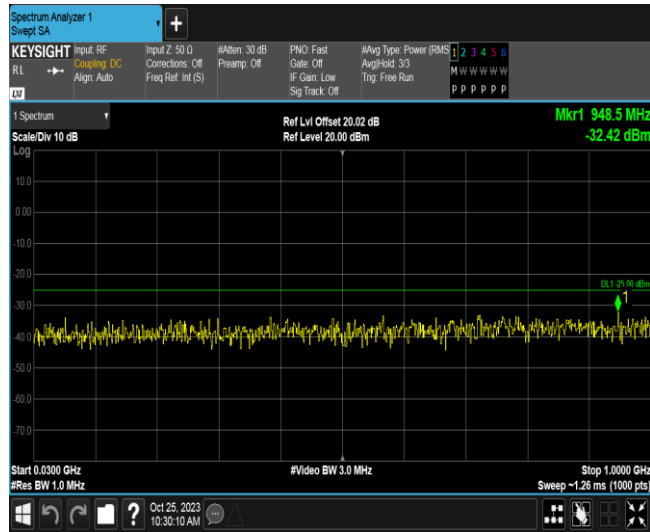 Spectrum Analyzer 1
Swept SA
+
KEYSIGHT
RL
LXI
Input: RF
Coupling: DC
Align: Auto
Input Z: 50 Ω
Corrections: Off
Freq Ref: Int (S)
#Atten: 30 dB
Preamp: Off
PNO: Fast
Gate: Off
IF Gain: Low
Sig Track: Off
#Avg Type: Power (RMS
Avg|Hold: 3/3
Trig: Free Run
1 2 3 4 5 6
M W W W W W
P P P P P P
1 Spectrum
Scale/Div 10 dB
Ref Lvl Offset 20.02 dB
Ref Level 20.00 dBm
Mkr1 948.5 MHz
-32.42 dBm
Log
10.0
0.00
-10.0
-20.0
DL1 -25.00 dBm
1
-30.0
-40.0
-50.0
-60.0
-70.0
Start 0.0300 GHz
#Video BW 3.0 MHz
Stop 1.0000 GHz
#Res BW 1.0 MHz
Sweep ~1.26 ms (1000 pts)
?
Oct 25, 2023
10:30:10 AM